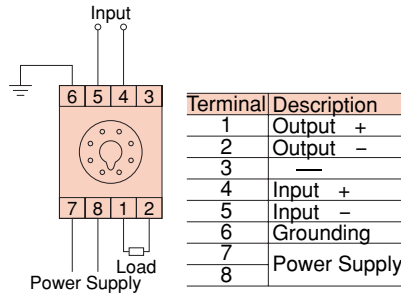 Input
6 5 4 3
7 8 1 2
Load
Power Supply
Terminal Description
1 Output +
2 Output −
3 —
4 Input +
5 Input −
6 Grounding
7
8 Power Supply